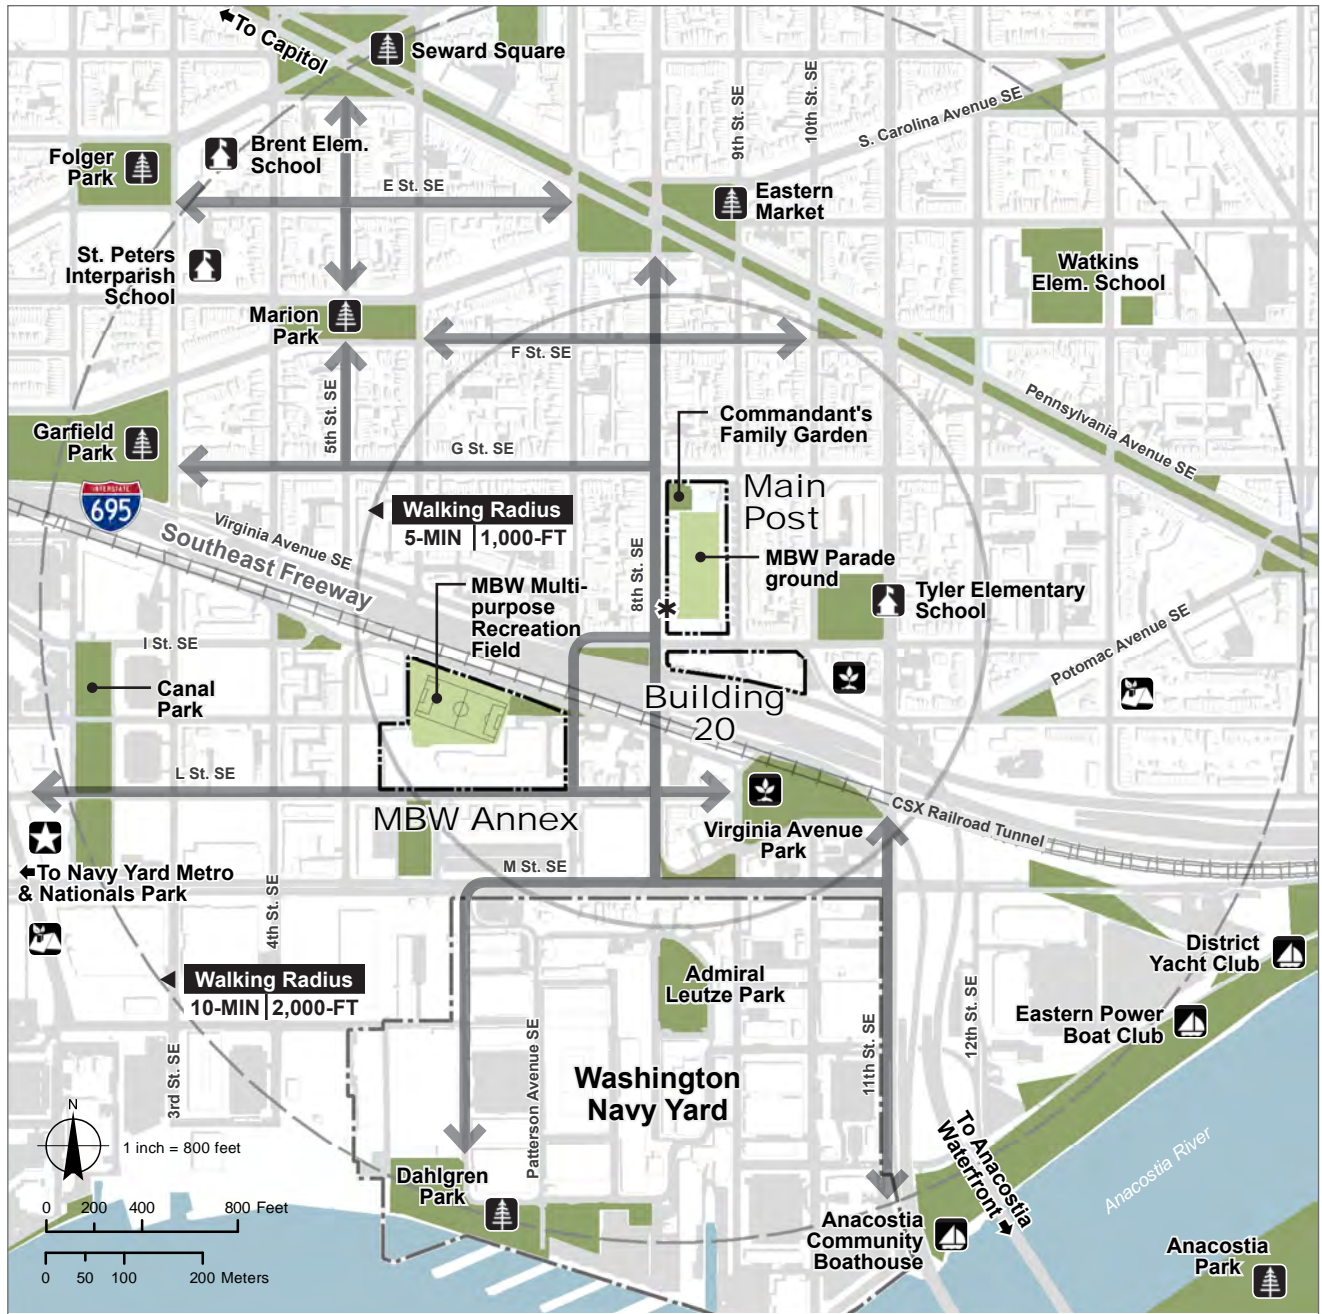 To Capitol
Seward Square
9th St. SE
10th St. SE
S. Carolina Avenue SE
Brent Elem.
School
Folger
Park
E St. SE
Eastern
Market
St. Peters
Interparish
School
Watkins
Elem. School
Marion
Park
F St. SE
5th St. SE
Pennsylvania Avenue SE
Commandant's
Family Garden
Garfield
Park
G St. SE
INTERSTATE
695
Main
Post
Walking Radius
5-MIN 1,000-FT
Virginia Avenue SE
Southeast Freeway
8th St. SE
MBW Parade
ground
MBW Multi-
purpose
Recreation
Field
*
Tyler Elementary
School
Potomac Avenue SE
I St. SE
Canal
Park
Building
20
L St. SE
MBW Annex
CSX Railroad Tunnel
Virginia Avenue
Park
To Navy Yard Metro
& Nationals Park
M St. SE
4th St. SE
District
Yacht Club
Walking Radius
10-MIN 2,000-FT
Admiral
Leutze Park
Eastern Power
Boat Club
3rd St. SE
Patterson Avenue SE
11th St. SE
12th St. SE
Washington
Navy Yard
N
1 inch = 800 feet
To Anacostia
Waterfront
Anacostia River
Dahlgren
Park
0 200 400 800 Feet
0 50 100 200 Meters
Anacostia
Community
Boathouse
Anacostia
Park